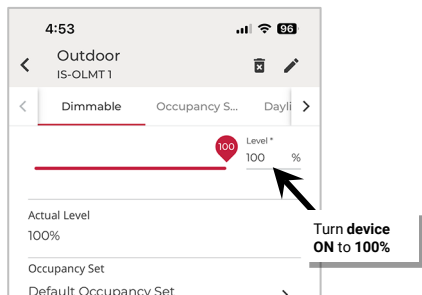 4:53
96
Outdoor
IS-OLMT 1
Dimmable Occupancy S... Dayli
100
Level *
100 %
Actual Level
100%
Turn device
ON to 100%
Occupancy Set
Default Occupancy Set